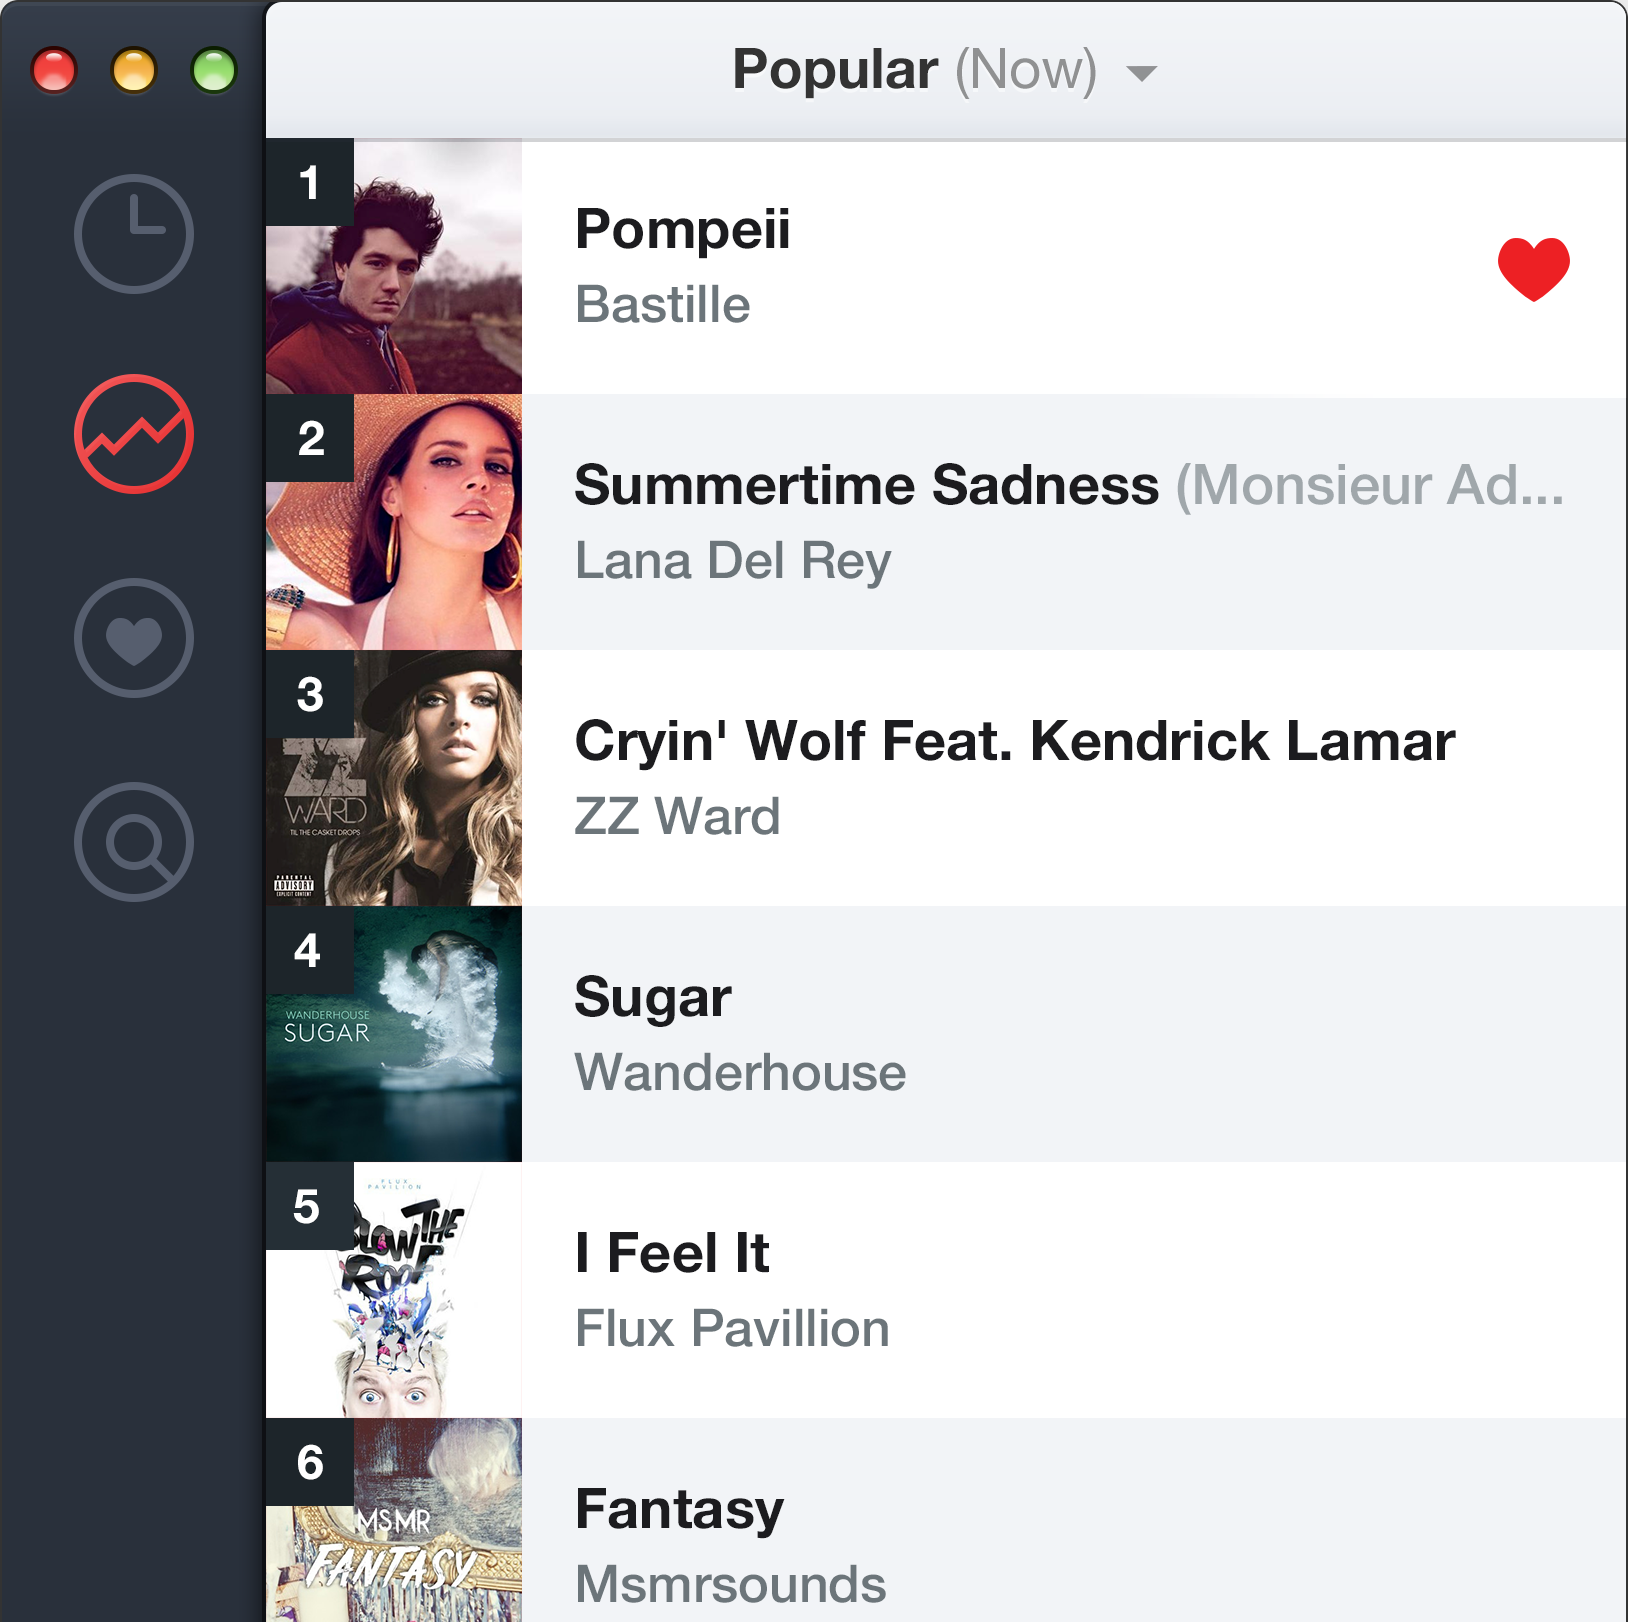 Popular (Now)
1
Pompeii
Bastille
2
Summertime Sadness (Monsieur Ad...
Lana Del Rey
3
ZZ
WARD
TIL THE CASKET DROPS
PARENTAL
ADVISORY
EXPLICIT CONTENT
Cryin' Wolf Feat. Kendrick Lamar
ZZ Ward
4
WANDERHOUSE
SUGAR
Sugar
Wanderhouse
5
FLUX
PAVILION
BLOW THE
ROOF
I Feel It
Flux Pavillion
6
MSMR
FANTASY
Fantasy
Msmrsounds